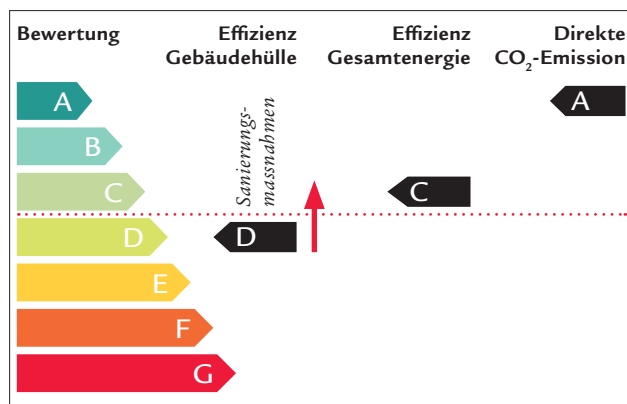 Bewertung
Effizienz
Gebäudehülle
Effizienz
Gesamtenergie
Direkte
CO₂-Emission
A
B
C
D
E
F
G
Sanierungs-
massnahmen
D
C
A